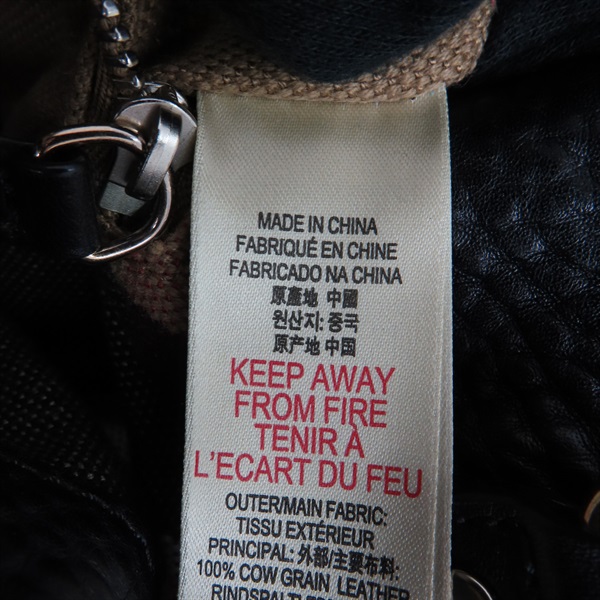 MADE IN CHINA
FABRIQUÉ EN CHINE
FABRICADO NA CHINA
原產地 中國
원산지: 중국
原产地 中国
KEEP AWAY
FROM FIRE
TENIR À
L'ECART DU FEU
OUTER/MAIN FABRIC:
TISSU EXTÉRIEUR
PRINCIPAL: 外部/主要布料:
100% COW GRAIN LEATHER